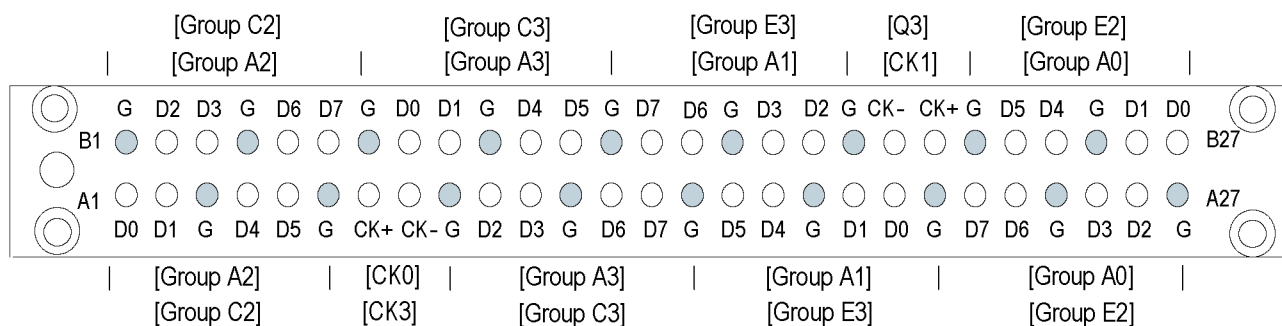 [Group C2] [Group C3] [Group E3] [Q3] [Group E2]
| [Group A2] | [Group A3] | [Group A1] | [CK1] | [Group A0] |
G D2 D3 G D6 D7 G D0 D1 G D4 D5 G D7 D6 G D3 D2 G CK- CK+ G D5 D4 G D1 D0
B1 B27
A1 A27
D0 D1 G D4 D5 G CK+ CK- G D2 D3 G D6 D7 G D5 D4 G D1 D0 G D7 D6 G D3 D2 G
| [Group A2] | [CK0] | [Group A3] | [Group A1] | [Group A0] |
[Group C2] [CK3] [Group C3] [Group E3] [Group E2]